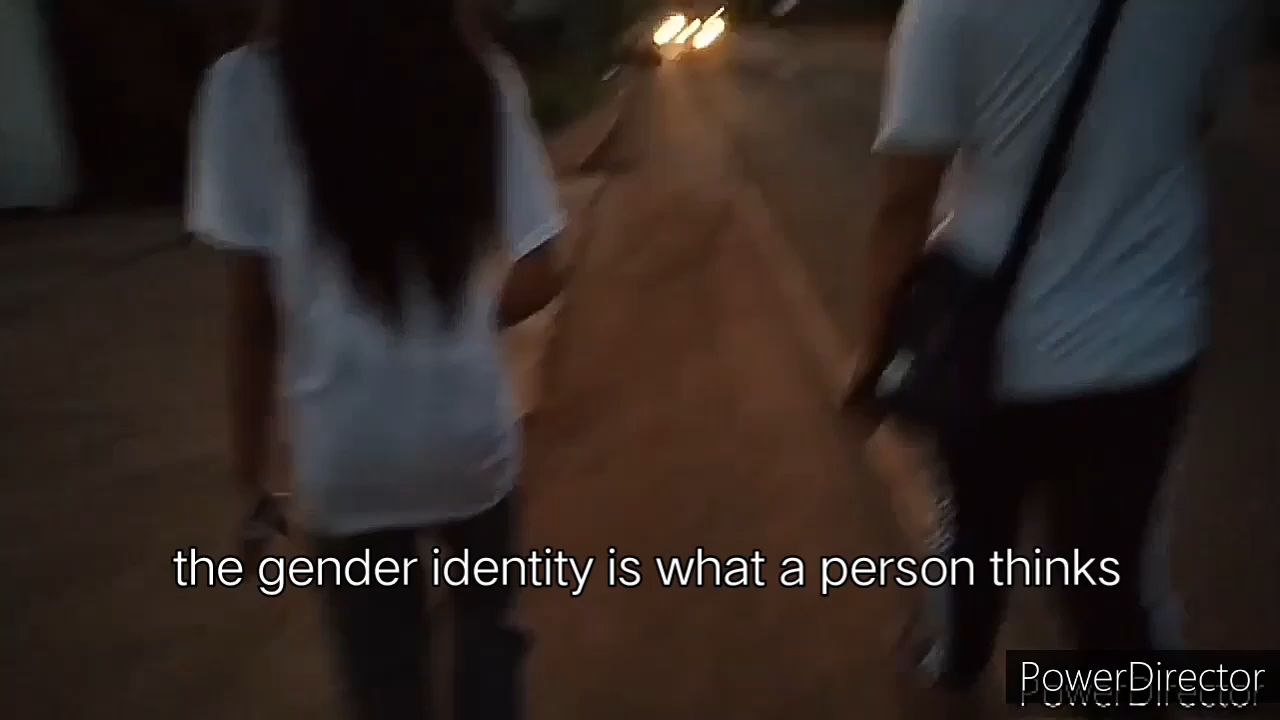 the gender identity is what a person thinks
PowerDirector